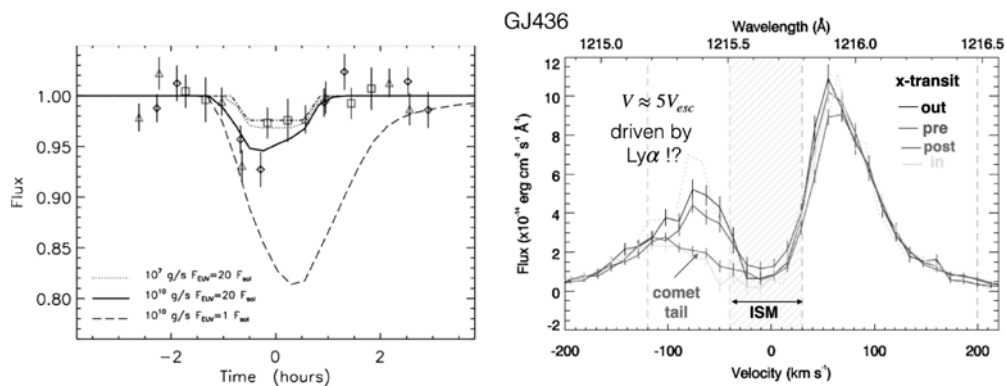 1.00
0.95
0.90
0.85
0.80
Flux
10⁷ g/s F_EUV=20 F_sol
10¹⁰ g/s F_EUV=20 F_sol
10¹⁰ g/s F_EUV=1 F_sol
-2
0
2
Time (hours)
GJ436
Wavelength (Å)
1215.0
1215.5
1216.0
1216.5
12
10
8
6
4
2
0
-2
Flux (x10⁻¹⁴ erg cm⁻² s⁻¹ Å⁻¹)
V ≈ 5V_esc
driven by
Lyα !?
x-transit
out
pre
post
in
comet
tail
ISM
-200
-100
0
100
200
Velocity (km s⁻¹)